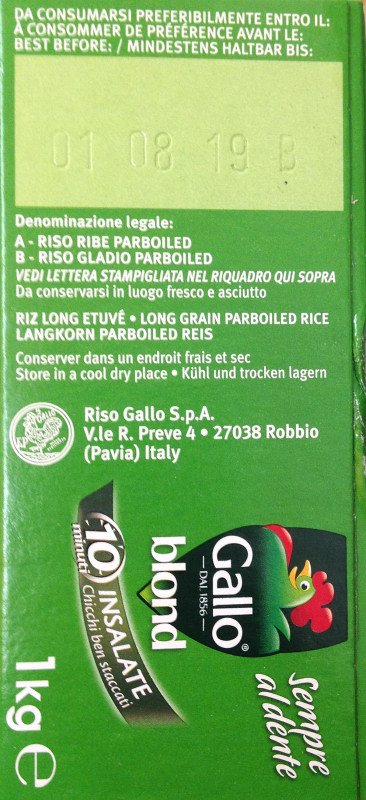 DA CONSUMARSI PREFERIBILMENTE ENTRO IL:
À CONSOMMER DE PRÉFÉRENCE AVANT LE:
BEST BEFORE: / MINDESTENS HALTBAR BIS:
01 08 19 B
Denominazione legale:
A - RISO RIBE PARBOILED
B - RISO GLADIO PARBOILED
VEDI LETTERA STAMPIGLIATA NEL RIQUADRO QUI SOPRA
Da conservarsi in luogo fresco e asciutto
RIZ LONG ETUVÉ • LONG GRAIN PARBOILED RICE
LANGKORN PARBOILED REIS
Conserver dans un endroit frais et sec
Store in a cool dry place • Kühl und trocken lagern
Riso Gallo S.p.A.
V.le R. Preve 4 • 27038 Robbio
(Pavia) Italy
Sempre
al dente
Gallo®
DAL 1856
blond
10 INSALATE
minuti Chicchi ben staccati
1kg e